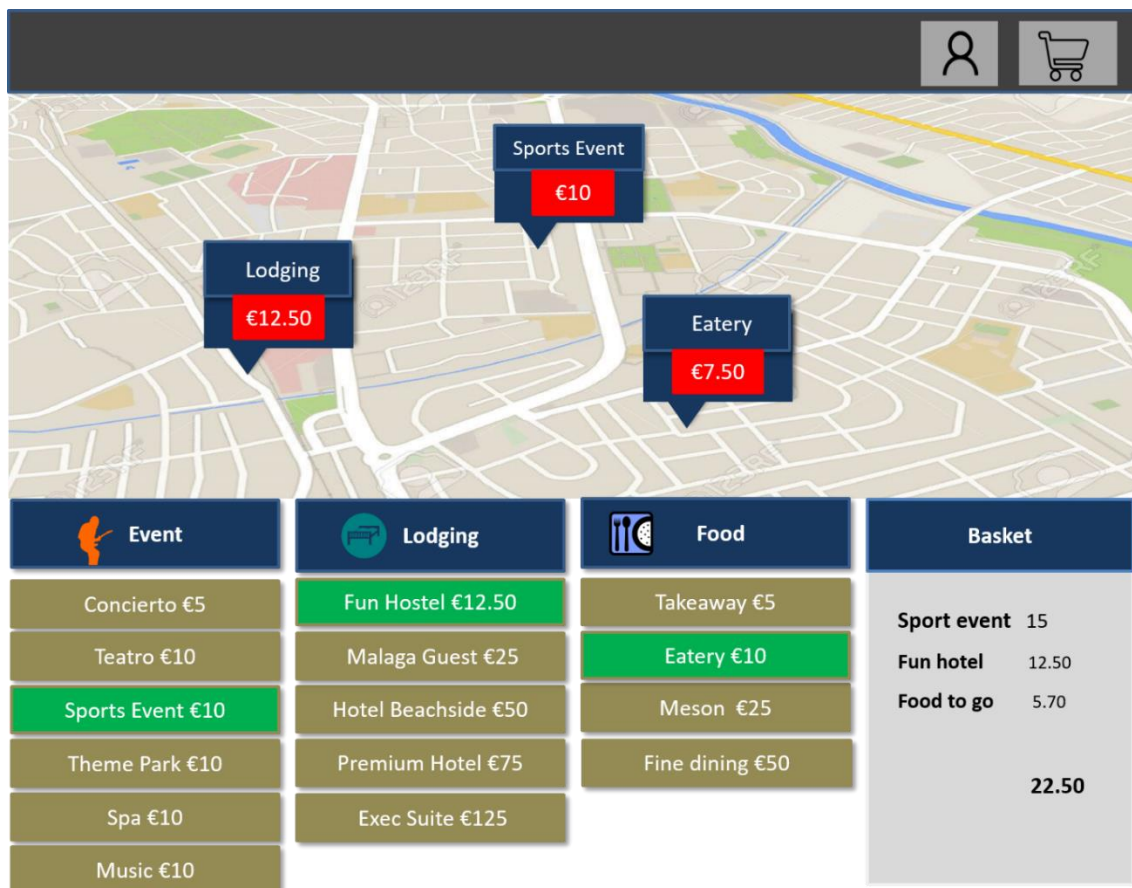 Sports Event
€10
Lodging
€12.50
Eatery
€7.50
Event
Concierto €5
Teatro €10
Sports Event €10
Theme Park €10
Spa €10
Music €10
Lodging
Fun Hostel €12.50
Malaga Guest €25
Hotel Beachside €50
Premium Hotel €75
Exec Suite €125
Food
Takeaway €5
Eatery €10
Meson €25
Fine dining €50
Basket
Sport event 15
Fun hotel 12.50
Food to go 5.70
22.50